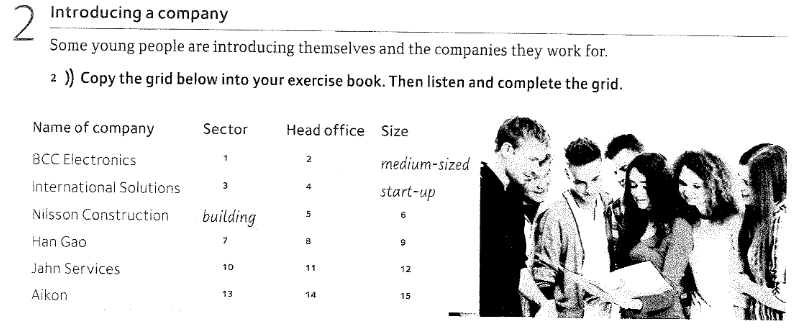 2 Introducing a company
Some young people are introducing themselves and the companies they work for.
2 )) Copy the grid below into your exercise book. Then listen and complete the grid.
Name of company Sector Head office Size
BCC Electronics 1 2 medium-sized
International Solutions 3 4 start-up
Nilsson Construction building 5 6
Han Gao 7 8 9
Jahn Services 10 11 12
Aikon 13 14 15